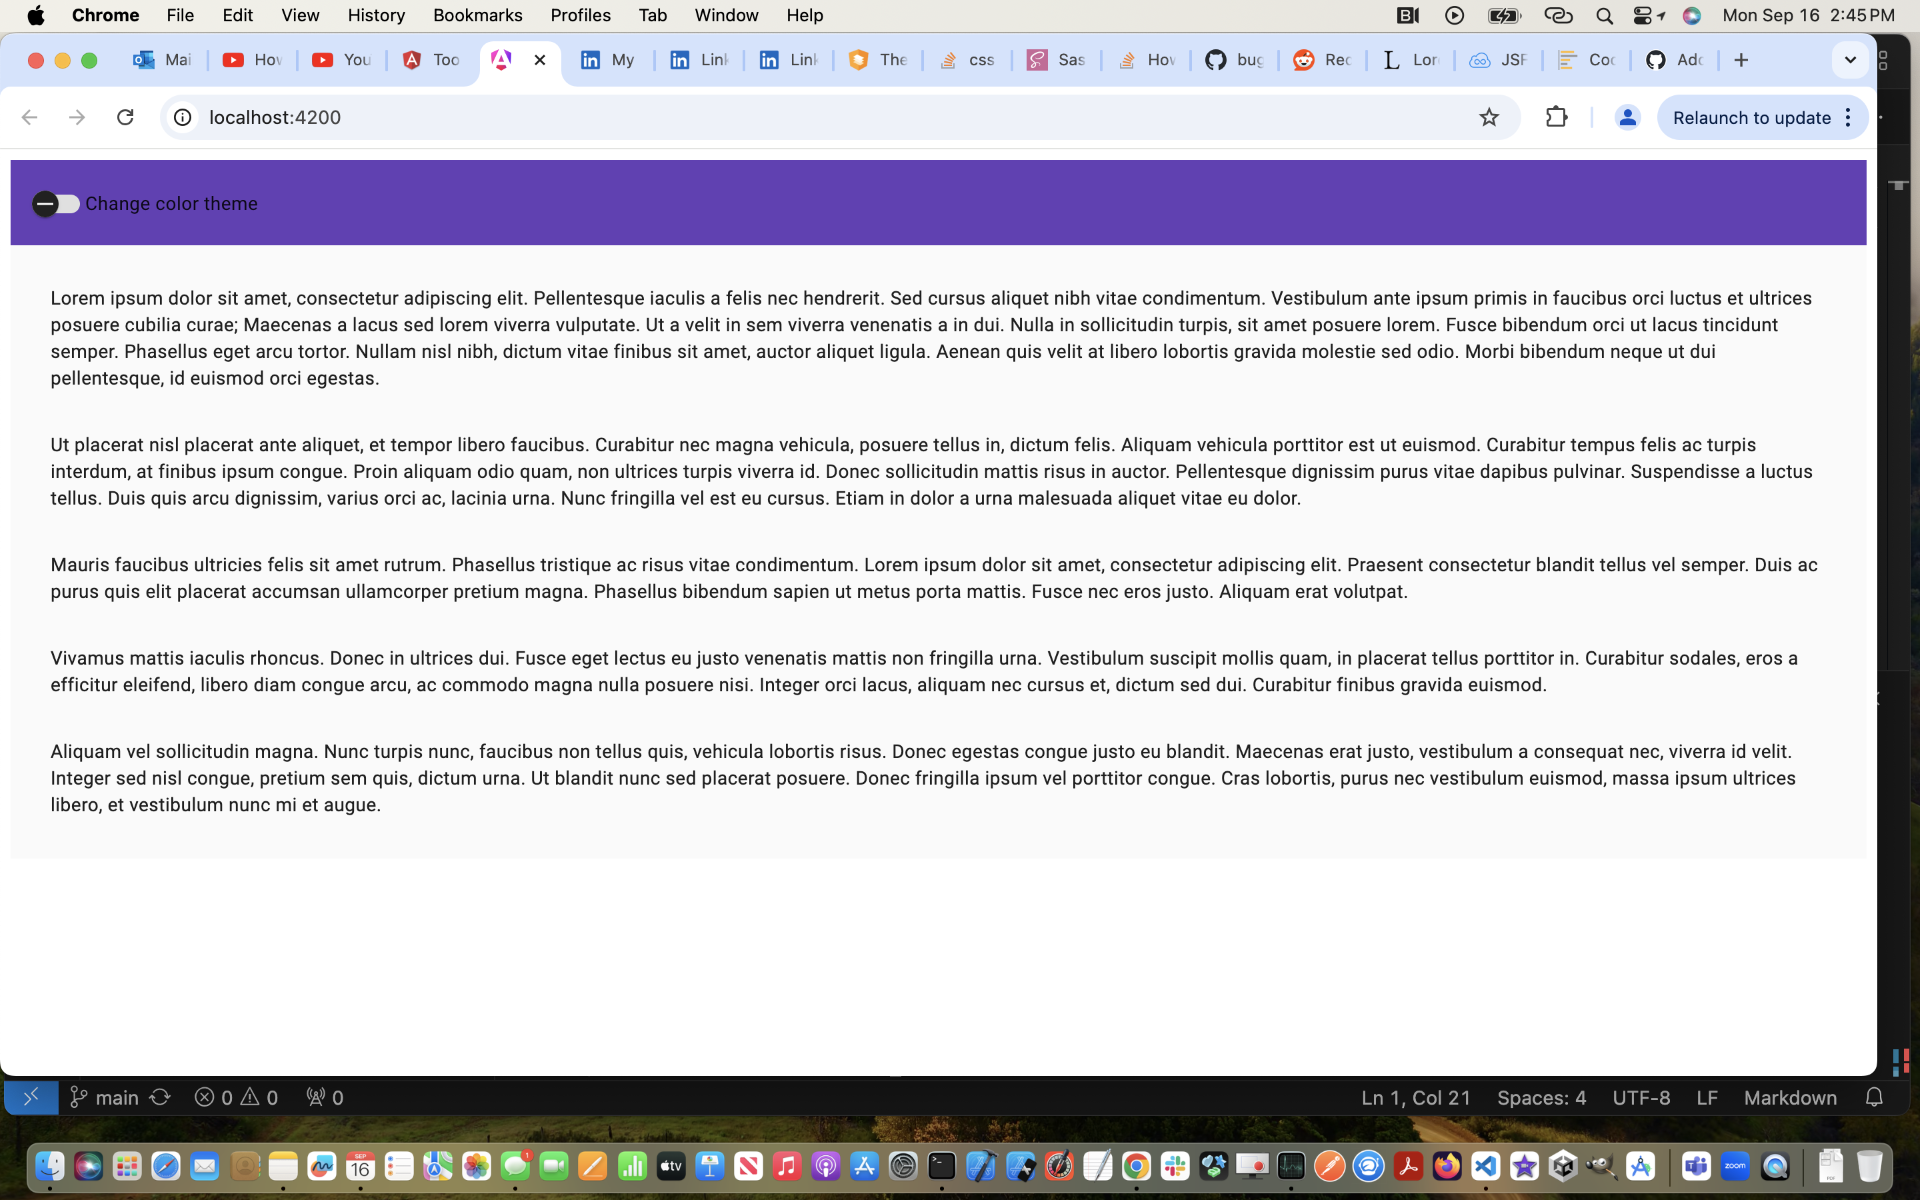 Chrome File Edit View History Bookmarks Profiles Tab Window Help Mon Sep 16 2:45 PM
Mai Hov You Too My Link Link The css Sas Hov bug Rec Lor JSF Coc Adc
localhost:4200 Relaunch to update
Change color theme
Lorem ipsum dolor sit amet, consectetur adipiscing elit. Pellentesque iaculis a felis nec hendrerit. Sed cursus aliquet nibh vitae condimentum. Vestibulum ante ipsum primis in faucibus orci luctus et ultrices
posuere cubilia curae; Maecenas a lacus sed lorem viverra vulputate. Ut a velit in sem viverra venenatis a in dui. Nulla in sollicitudin turpis, sit amet posuere lorem. Fusce bibendum orci ut lacus tincidunt
semper. Phasellus eget arcu tortor. Nullam nisl nibh, dictum vitae finibus sit amet, auctor aliquet ligula. Aenean quis velit at libero lobortis gravida molestie sed odio. Morbi bibendum neque ut dui
pellentesque, id euismod orci egestas.
Ut placerat nisl placerat ante aliquet, et tempor libero faucibus. Curabitur nec magna vehicula, posuere tellus in, dictum felis. Aliquam vehicula porttitor est ut euismod. Curabitur tempus felis ac turpis
interdum, at finibus ipsum congue. Proin aliquam odio quam, non ultrices turpis viverra id. Donec sollicitudin mattis risus in auctor. Pellentesque dignissim purus vitae dapibus pulvinar. Suspendisse a luctus
tellus. Duis quis arcu dignissim, varius orci ac, lacinia urna. Nunc fringilla vel est eu cursus. Etiam in dolor a urna malesuada aliquet vitae eu dolor.
Mauris faucibus ultricies felis sit amet rutrum. Phasellus tristique ac risus vitae condimentum. Lorem ipsum dolor sit amet, consectetur adipiscing elit. Praesent consectetur blandit tellus vel semper. Duis ac
purus quis elit placerat accumsan ullamcorper pretium magna. Phasellus bibendum sapien ut metus porta mattis. Fusce nec eros justo. Aliquam erat volutpat.
Vivamus mattis iaculis rhoncus. Donec in ultrices dui. Fusce eget lectus eu justo venenatis mattis non fringilla urna. Vestibulum suscipit mollis quam, in placerat tellus porttitor in. Curabitur sodales, eros a
efficitur eleifend, libero diam congue arcu, ac commodo magna nulla posuere nisi. Integer orci lacus, aliquam nec cursus et, dictum sed dui. Curabitur finibus gravida euismod.
Aliquam vel sollicitudin magna. Nunc turpis nunc, faucibus non tellus quis, vehicula lobortis risus. Donec egestas congue justo eu blandit. Maecenas erat justo, vestibulum a consequat nec, viverra id velit.
Integer sed nisl congue, pretium sem quis, dictum urna. Ut blandit nunc sed placerat posuere. Donec fringilla ipsum vel porttitor congue. Cras lobortis, purus nec vestibulum euismod, massa ipsum ultrices
libero, et vestibulum nunc mi et augue.
main 0 0 0 Ln 1, Col 21 Spaces: 4 UTF-8 LF Markdown
SEP 16 1 tv zoom